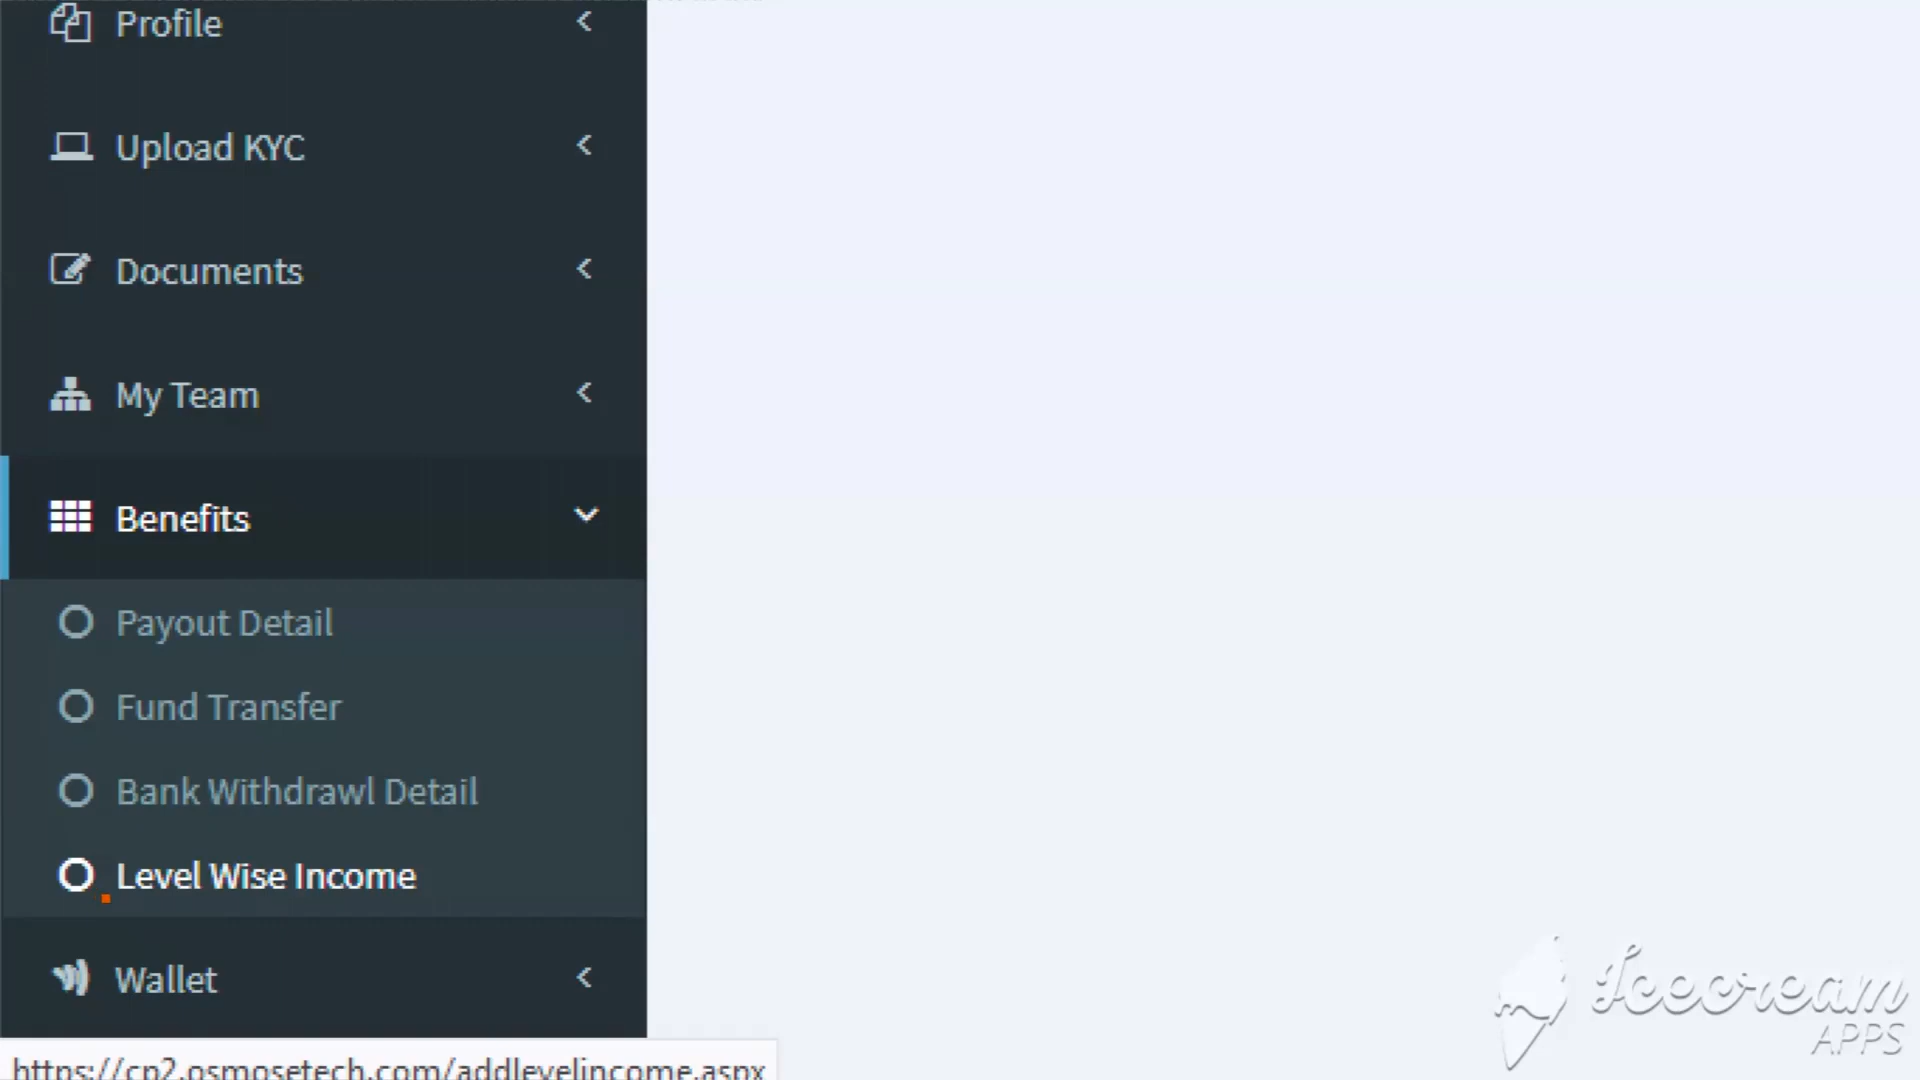 Profile
Upload KYC
Documents
My Team
Benefits
Payout Detail
Fund Transfer
Bank Withdrawl Detail
Level Wise Income
Wallet
https://cp2.osmosetech.com/addlevelincome.aspx
Icecream
APPS